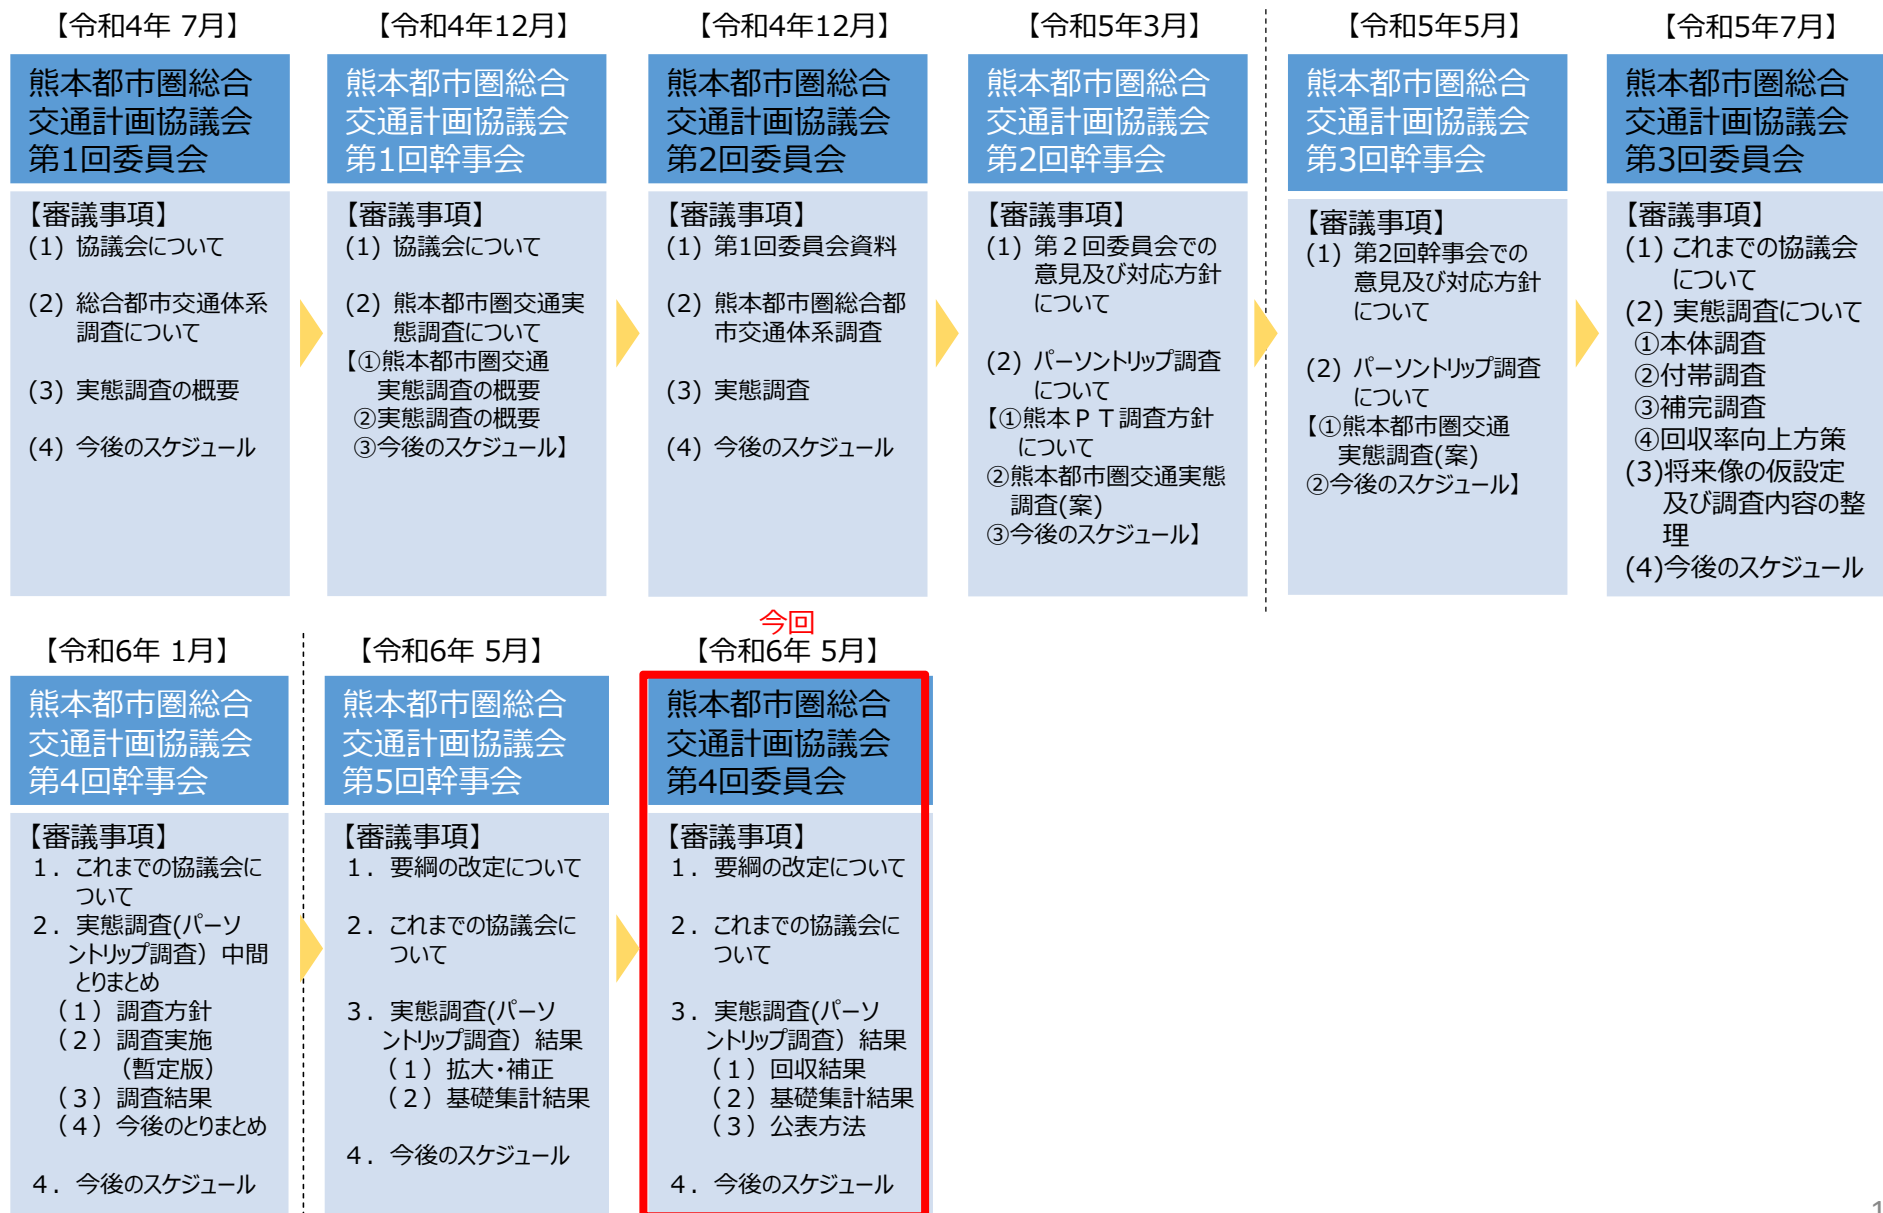 【令和4年 7月】
熊本都市圏総合
交通計画協議会
第1回委員会
【審議事項】
(1) 協議会について
(2) 総合都市交通体系
調査について
(3) 実態調査の概要
(4) 今後のスケジュール
【令和4年12月】
熊本都市圏総合
交通計画協議会
第1回幹事会
【審議事項】
(1) 協議会について
(2) 熊本都市圏交通実
態調査について
【①熊本都市圏交通
実態調査の概要
②実態調査の概要
③今後のスケジュール】
【令和4年12月】
熊本都市圏総合
交通計画協議会
第2回委員会
【審議事項】
(1) 第1回委員会資料
(2) 熊本都市圏総合都
市交通体系調査
(3) 実態調査
(4) 今後のスケジュール
【令和5年3月】
熊本都市圏総合
交通計画協議会
第2回幹事会
【審議事項】
(1) 第２回委員会での
意見及び対応方針
について
(2) パーソントリップ調査
について
【①熊本ＰＴ調査方針
について
②熊本都市圏交通実態
調査(案)
③今後のスケジュール】
【令和5年5月】
熊本都市圏総合
交通計画協議会
第3回幹事会
【審議事項】
(1) 第2回幹事会での
意見及び対応方針
について
(2) パーソントリップ調査
について
【①熊本都市圏交通
実態調査(案)
②今後のスケジュール】
【令和5年7月】
熊本都市圏総合
交通計画協議会
第3回委員会
【審議事項】
(1) これまでの協議会
について
(2) 実態調査について
①本体調査
②付帯調査
③補完調査
④回収率向上方策
(3)将来像の仮設定
及び調査内容の整
理
(4)今後のスケジュール
【令和6年 1月】
熊本都市圏総合
交通計画協議会
第4回幹事会
【審議事項】
１．これまでの協議会に
ついて
２．実態調査(パーソ
ントリップ調査）中間
とりまとめ
（１）調査方針
（２）調査実施
（暫定版）
（３）調査結果
（４）今後のとりまとめ
４．今後のスケジュール
【令和6年 5月】
熊本都市圏総合
交通計画協議会
第5回幹事会
【審議事項】
１．要綱の改定について
２．これまでの協議会に
ついて
３．実態調査(パーソ
ントリップ調査）結果
（１）拡大・補正
（２）基礎集計結果
４．今後のスケジュール
今回
【令和6年 5月】
熊本都市圏総合
交通計画協議会
第4回委員会
【審議事項】
１．要綱の改定について
２．これまでの協議会に
ついて
３．実態調査(パーソ
ントリップ調査）結果
（１）回収結果
（２）基礎集計結果
（３）公表方法
４．今後のスケジュール
1